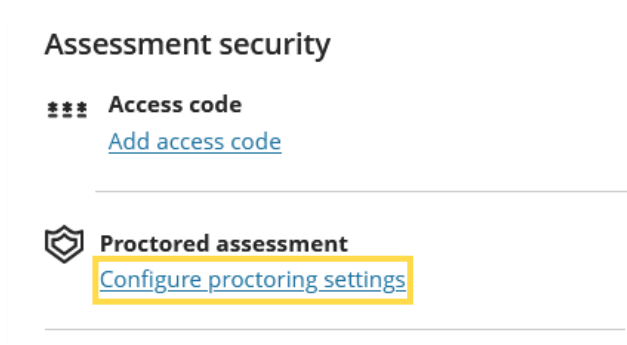 Assessment security
Access code
Add access code
Proctored assessment
Configure proctoring settings